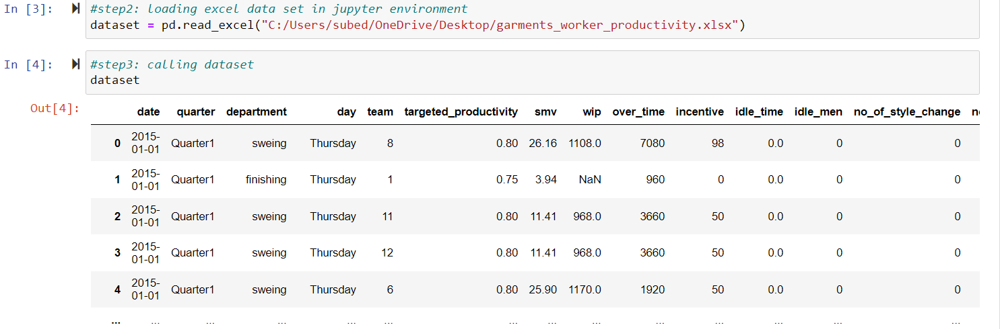 In [3]: #step2: loading excel data set in jupyter environment
dataset = pd.read_excel("C:/Users/subed/OneDrive/Desktop/garments_worker_productivity.xlsx")
In [4]: #step3: calling dataset
dataset
Out[4]:
date quarter department day team targeted_productivity smv wip over_time incentive idle_time idle_men no_of_style_change
0 2015-01-01 Quarter1 sweing Thursday 8 0.80 26.16 1108.0 7080 98 0.0 0 0
1 2015-01-01 Quarter1 finishing Thursday 1 0.75 3.94 NaN 960 0 0.0 0 0
2 2015-01-01 Quarter1 sweing Thursday 11 0.80 11.41 968.0 3660 50 0.0 0 0
3 2015-01-01 Quarter1 sweing Thursday 12 0.80 11.41 968.0 3660 50 0.0 0 0
4 2015-01-01 Quarter1 sweing Thursday 6 0.80 25.90 1170.0 1920 50 0.0 0 0
... ... ... ... ... ... ... ... ... ... ... ... ... ...